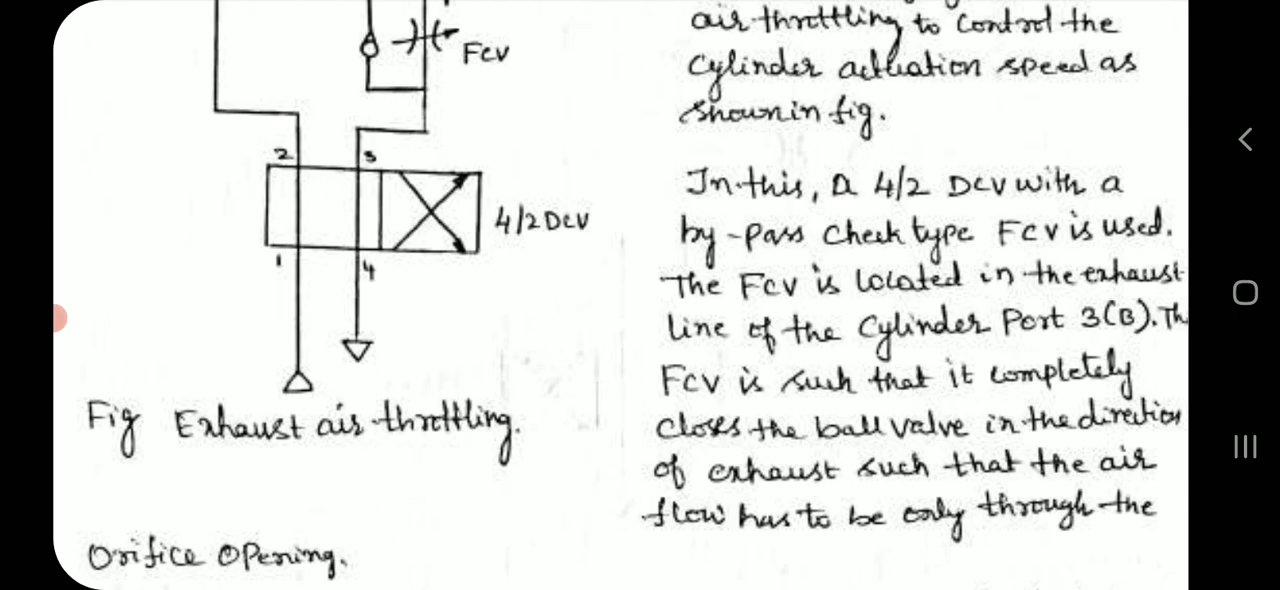 Fcv
2 3
4/2 Dcv
1 4
Fig Exhaust air throttling.
air throttling to control the
cylinder actuation speed as
shown in fig.
In this, A 4/2 Dcv with a
by-pass check type Fcv is used.
The Fcv is located in the exhaust
line of the cylinder Port 3(B). Th
Fcv is such that it completely
closes the ball valve in the direction
of exhaust such that the air
flow has to be only through the
Orifice Opening.